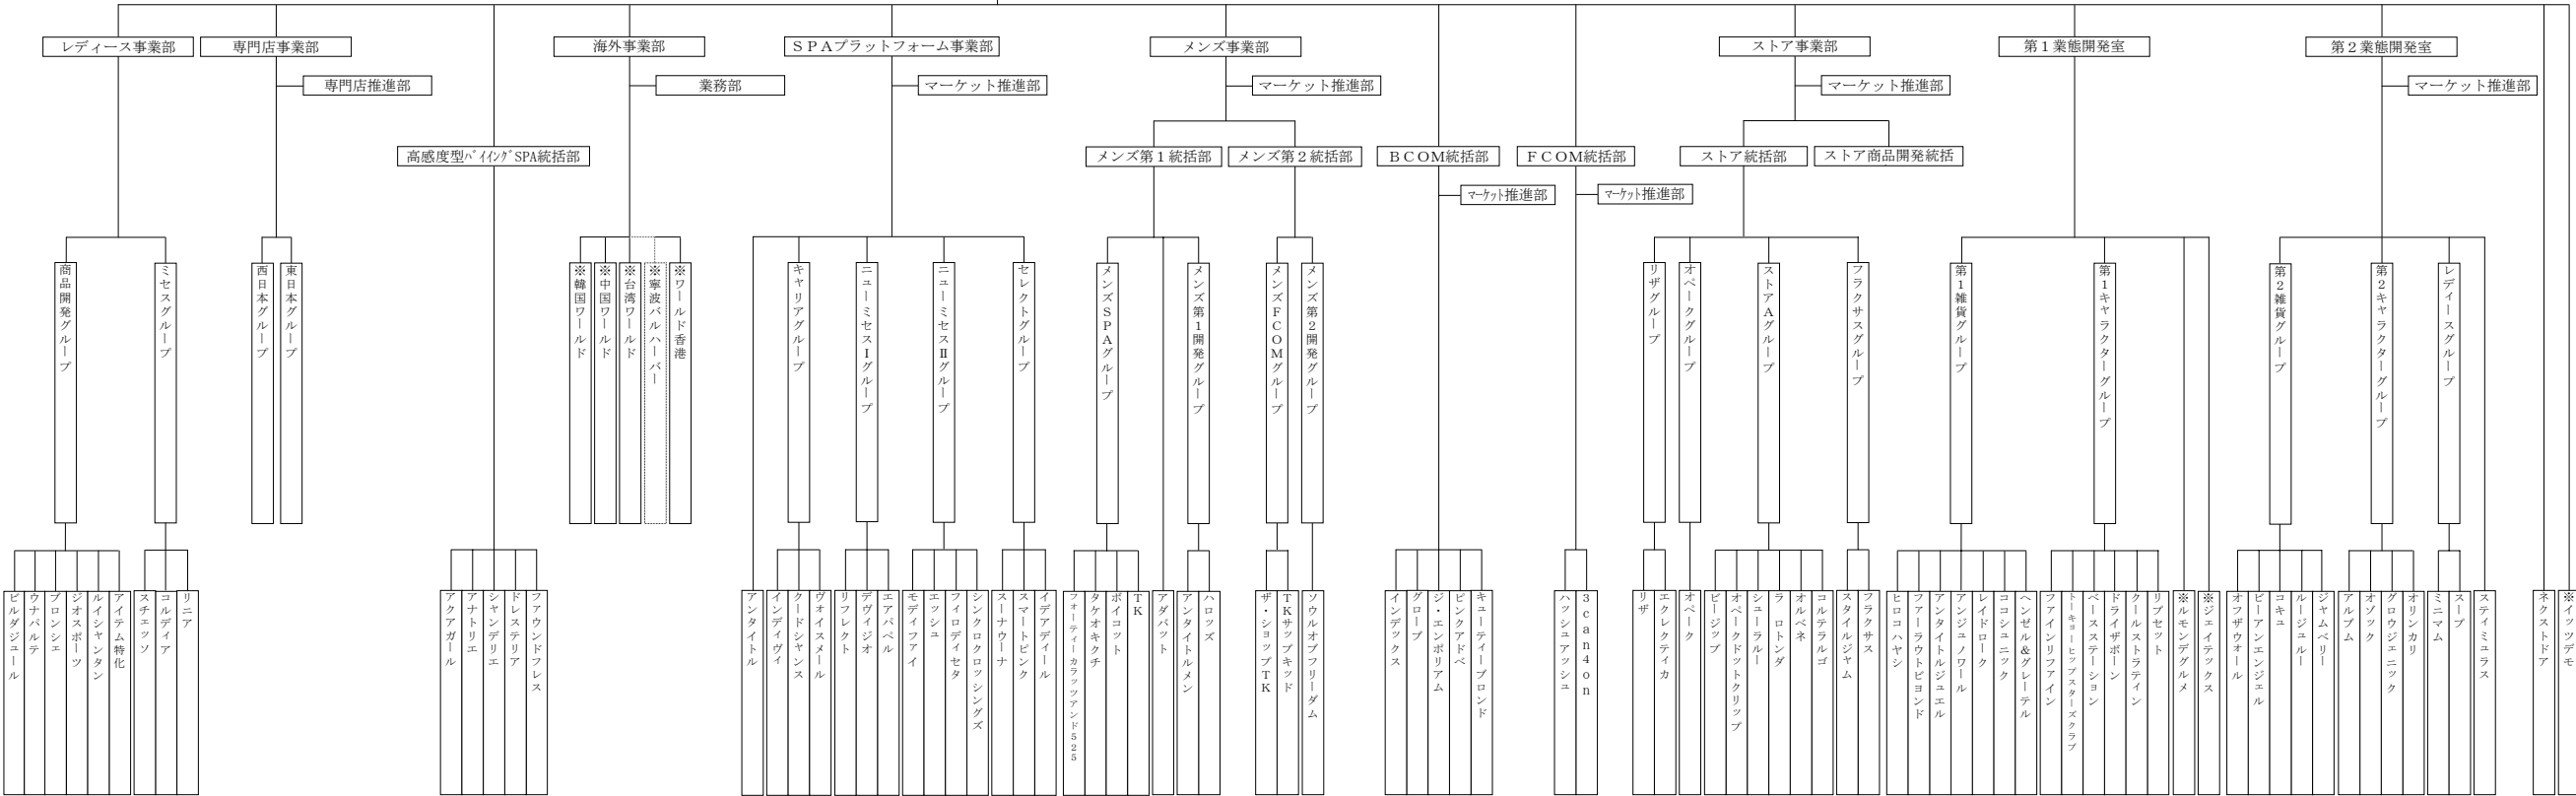 レディース事業部
専門店事業部
海外事業部
ＳＰＡプラットフォーム事業部
メンズ事業部
ストア事業部
第１業態開発室
第２業態開発室
専門店推進部
業務部
マーケット推進部
マーケット推進部
マーケット推進部
マーケット推進部
高感度型ﾊﾞｲｲﾝｸﾞSPA統括部
メンズ第１統括部
メンズ第２統括部
ＢＣＯＭ統括部
ＦＣＯＭ統括部
ストア統括部
ストア商品開発統括
ﾏｰｹｯﾄ推進部
ﾏｰｹｯﾄ推進部
商品開発グループ
ミセスグループ
西日本グループ
東日本グループ
※韓国ワールド
※中国ワールド
※台湾ワールド
※寧波バルハーバー
※ワールド香港
キャリアグループ
ニューミセスⅠグループ
ニューミセスⅡグループ
セレクトグループ
メンズＳＰＡグループ
メンズ第１開発グループ
メンズＦＣＯＭグループ
メンズ第２開発グループ
リザグループ
オペークグループ
ストアＡグループ
フラクサスグループ
第１雑貨グループ
第１キャラクターグループ
第２雑貨グループ
第２キャラクターグループ
レディースグループ
ビルダジュール
ウナパルテ
ブロンシェ
ジオスポーツ
ルイシャンタン
アイテム特化
スチェッソ
コルディア
リニア
アクアガール
アナトリエ
シャンデリエ
ドレステリア
ファウンドフレス
アンタイトル
インディヴィ
クードシャンス
ヴォイスメール
リフレクト
デヴィジオ
エアパペル
モディファイ
エッシュ
フィロディセタ
シンクロクロッシングズ
スーナウーナ
スマートピンク
イデアディール
フォーティーカラッツアンド５２５
タケオキクチ
ボイコット
ＴＫ
アダバット
アンタイトルメン
ハロッズ
ザ・ショップＴＫ
ＴＫサップキッド
ソウルオブフリーダム
インデックス
グローブ
ジ・エンポリアム
ピンクアドベ
キューティーブロンド
ハッシュアッシュ
３ｃａｎ４ｏｎ
リザ
エクレクティカ
オペーク
ビージップ
オペークドットクリップ
シューラルー
ラ ロトンダ
オルベネ
コルテラルゴ
スタイルジャム
フラクサス
ヒロコハヤシ
ファーラウトビヨンド
アンタイトルジュエル
アンジュノワール
レイドローク
ココシュニック
ヘンゼル＆グレーテル
ファインリファイン
トーキョーヒップスターズクラブ
ベースステーション
ドライザボーン
クールストラティン
リプセット
※ルモンデグルメ
※ジェイテックス
オフザウオール
ピーアンエンジェル
コキュ
ルージュルー
ジャムベリー
アルブム
オゾック
グロウジェニック
オリンカリ
ミニマム
スープ
スティミュラス
ネクストドア
※イッツデモ